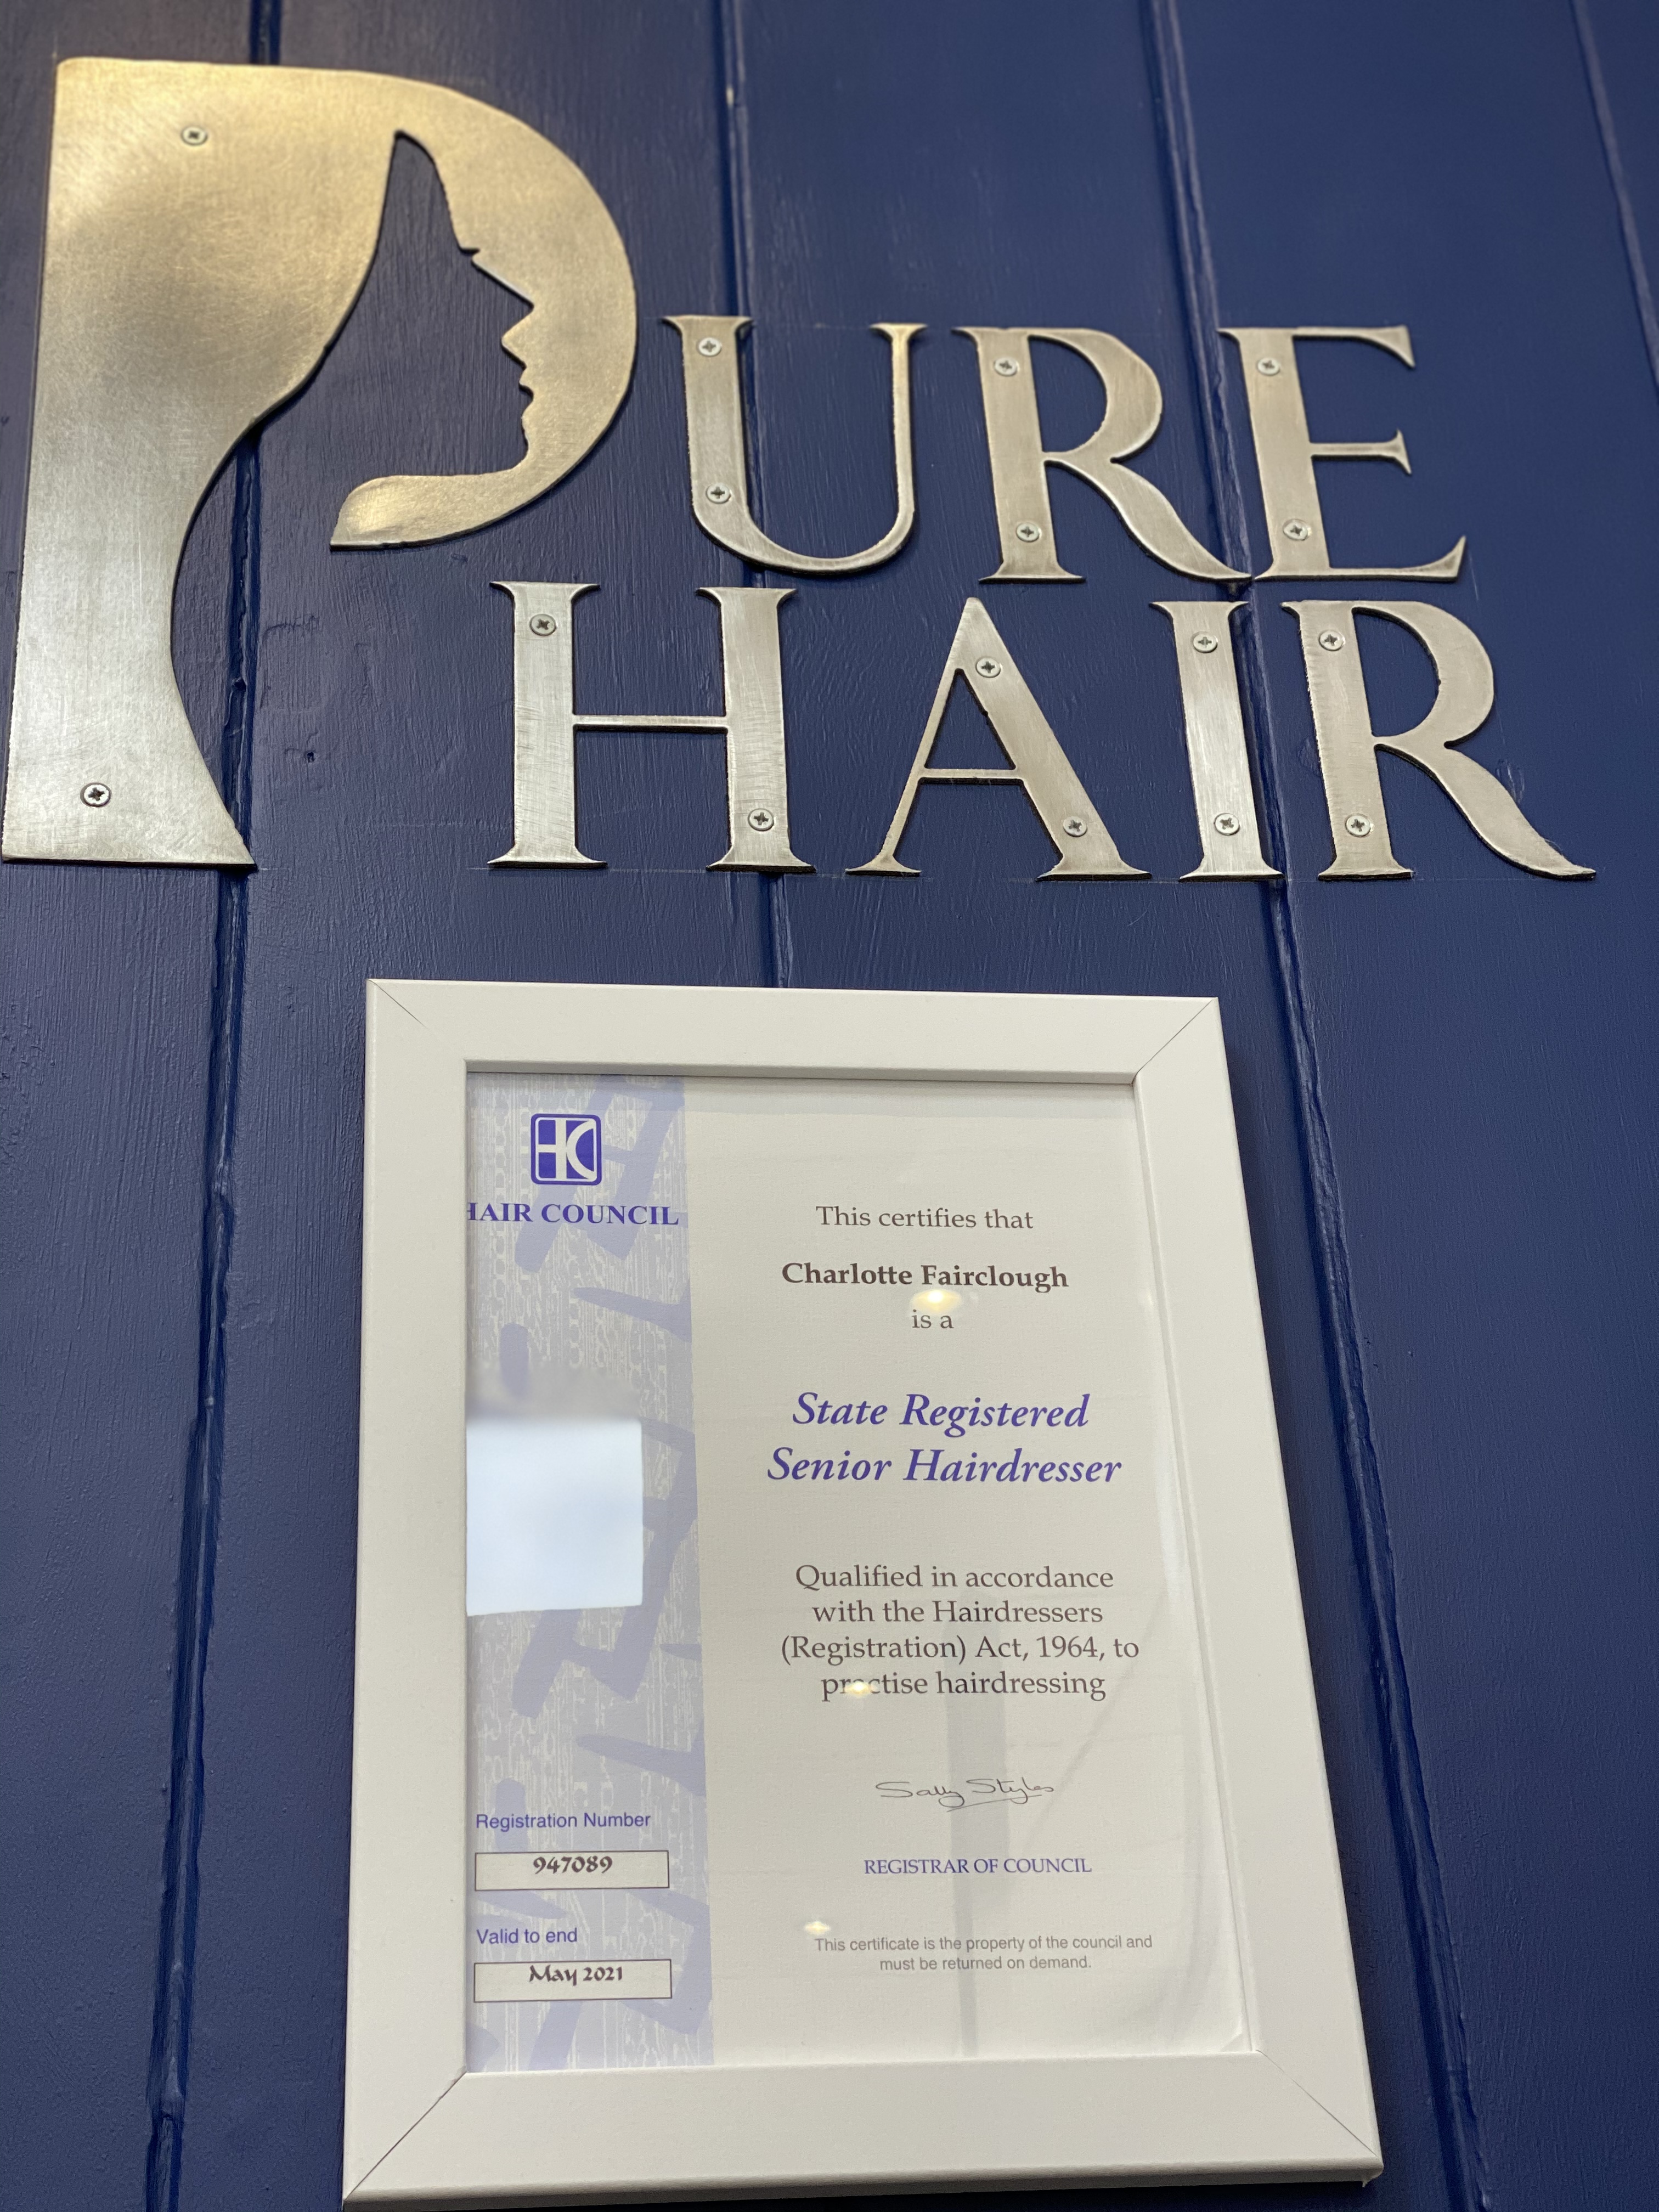 PURE
HAIR
HC
HAIR COUNCIL
This certifies that
Charlotte Fairclough
is a
State Registered
Senior Hairdresser
Qualified in accordance
with the Hairdressers
(Registration) Act, 1964, to
practise hairdressing
Sally Styles
REGISTRAR OF COUNCIL
This certificate is the property of the council and
must be returned on demand.
Registration Number
947089
Valid to end
May 2021